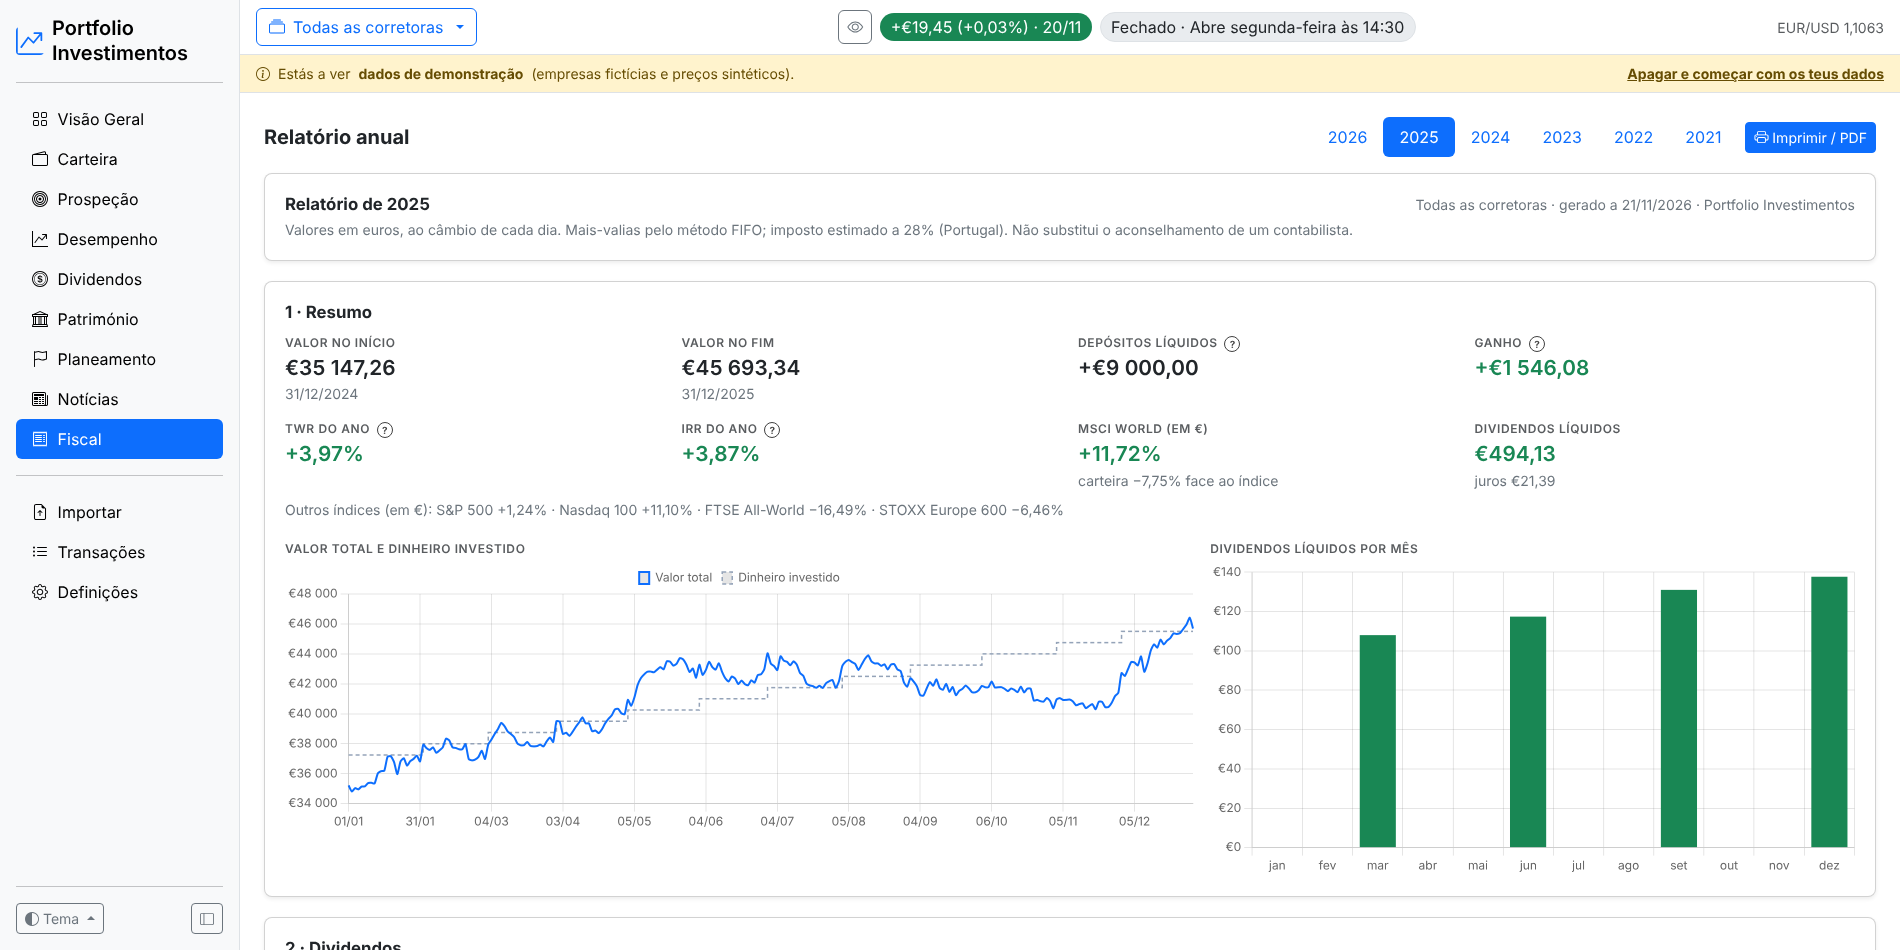 Portfolio
Investimentos
Visão Geral
Carteira
Prospeção
Desempenho
Dividendos
Património
Planeamento
Notícias
Fiscal
Importar
Transações
Definições
Tema
Todas as corretoras
+€19,45 (+0,03%) · 20/11
Fechado · Abre segunda-feira às 14:30
EUR/USD 1,1063
Estás a ver dados de demonstração (empresas fictícias e preços sintéticos).
Apagar e começar com os teus dados
Relatório anual
2026 2025 2024 2023 2022 2021
Imprimir / PDF
Relatório de 2025
Todas as corretoras · gerado a 21/11/2026 · Portfolio Investimentos
Valores em euros, ao câmbio de cada dia. Mais-valias pelo método FIFO; imposto estimado a 28% (Portugal). Não substitui o aconselhamento de um contabilista.
1 · Resumo
VALOR NO INÍCIO
€35 147,26
31/12/2024
VALOR NO FIM
€45 693,34
31/12/2025
DEPÓSITOS LÍQUIDOS ?
+€9 000,00
GANHO ?
+€1 546,08
TWR DO ANO ?
+3,97%
IRR DO ANO ?
+3,87%
MSCI WORLD (EM €)
+11,72%
carteira −7,75% face ao índice
DIVIDENDOS LÍQUIDOS
€494,13
juros €21,39
Outros índices (em €): S&P 500 +1,24% · Nasdaq 100 +11,10% · FTSE All-World −16,49% · STOXX Europe 600 −6,46%
VALOR TOTAL E DINHEIRO INVESTIDO
Valor total Dinheiro investido
€48 000
€46 000
€44 000
€42 000
€40 000
€38 000
€36 000
€34 000
01/01 31/01 04/03 03/04 05/05 04/06 04/07 05/08 04/09 06/10 05/11 05/12
DIVIDENDOS LÍQUIDOS POR MÊS
€140
€120
€100
€80
€60
€40
€20
€0
jan fev mar abr mai jun jul ago set out nov dez
2 · Dividendos